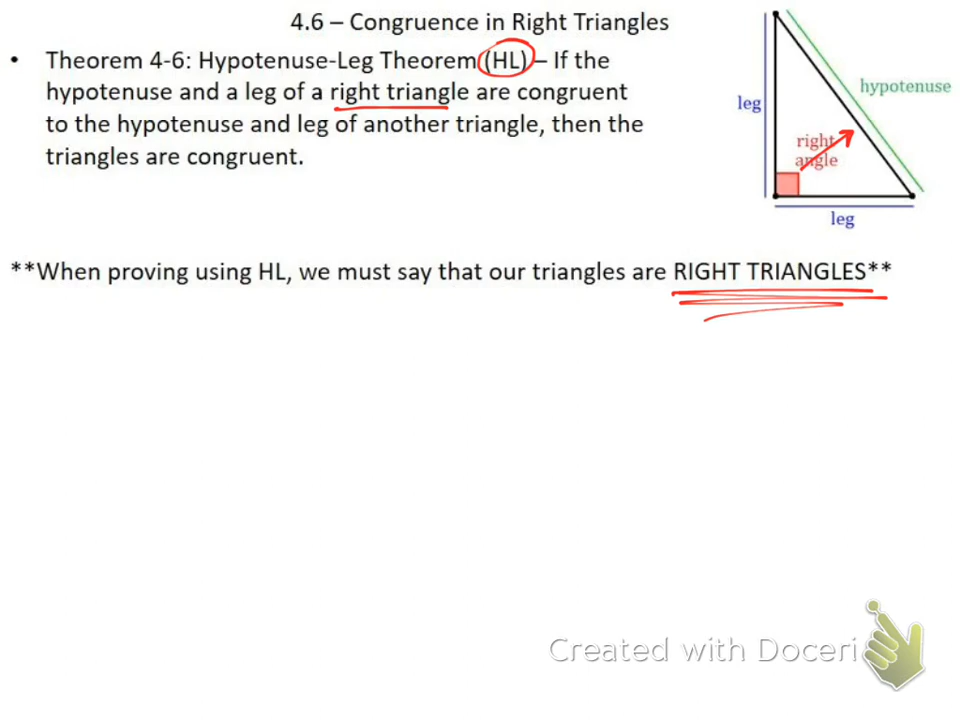 4.6 – Congruence in Right Triangles
• Theorem 4-6: Hypotenuse-Leg Theorem (HL) – If the
hypotenuse and a leg of a right triangle are congruent
to the hypotenuse and leg of another triangle, then the
triangles are congruent.
leg
hypotenuse
right
angle
leg
**When proving using HL, we must say that our triangles are RIGHT TRIANGLES**
Created with Doceri